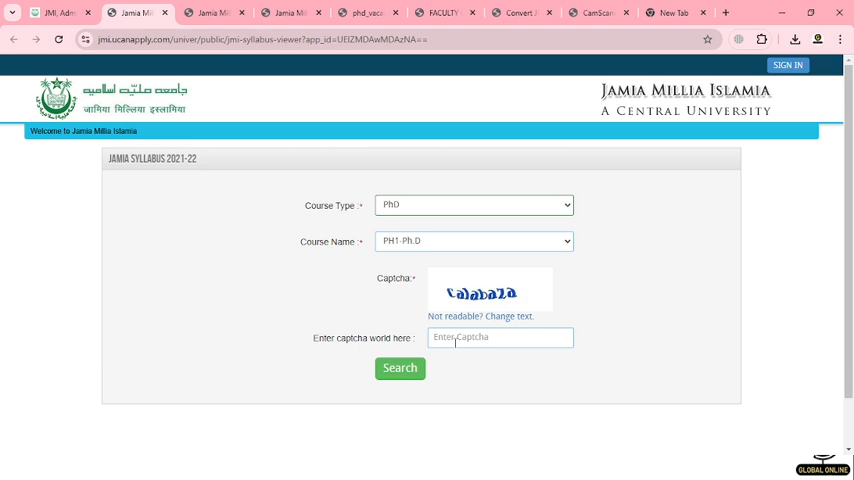 JMI, Adm
Jamia Mil
Jamia Mil
Jamia Mil
phd_vaca
FACULTY
Convert J
CamScan
New Tab
jmi.ucanapply.com/univer/public/jmi-syllabus-viewer?app_id=UEIZMDAwMDAzNA==
SIGN IN
جامعہ ملیہ اسلامیہ
जामिया मिल्लिया इस्लामिया
JAMIA MILLIA ISLAMIA
A CENTRAL UNIVERSITY
Welcome to Jamia Millia Islamia
JAMIA SYLLABUS 2021-22
Course Type :*
PhD
Course Name :*
PH1-Ph.D
Captcha:*
Not readable? Change text.
Enter captcha world here :
Enter Captcha
Search
GLOBAL ONLINE